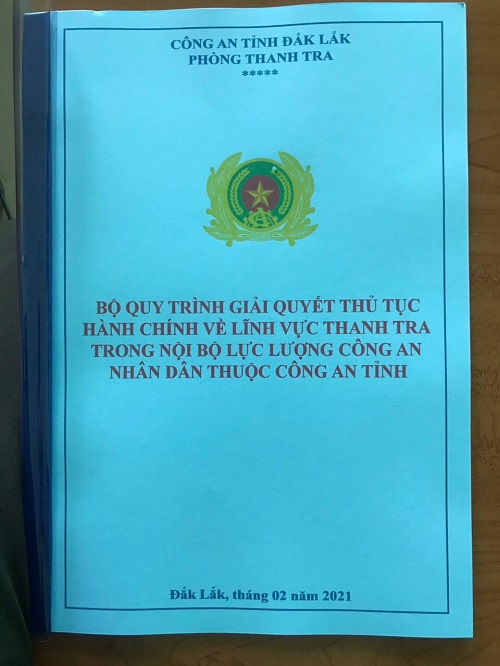 CÔNG AN TỈNH ĐẮK LẮK
PHÒNG THANH TRA
*****
BỘ QUY TRÌNH GIẢI QUYẾT THỦ TỤC
HÀNH CHÍNH VỀ LĨNH VỰC THANH TRA
TRONG NỘI BỘ LỰC LƯỢNG CÔNG AN
NHÂN DÂN THUỘC CÔNG AN TỈNH
Đắk Lắk, tháng 02 năm 2021